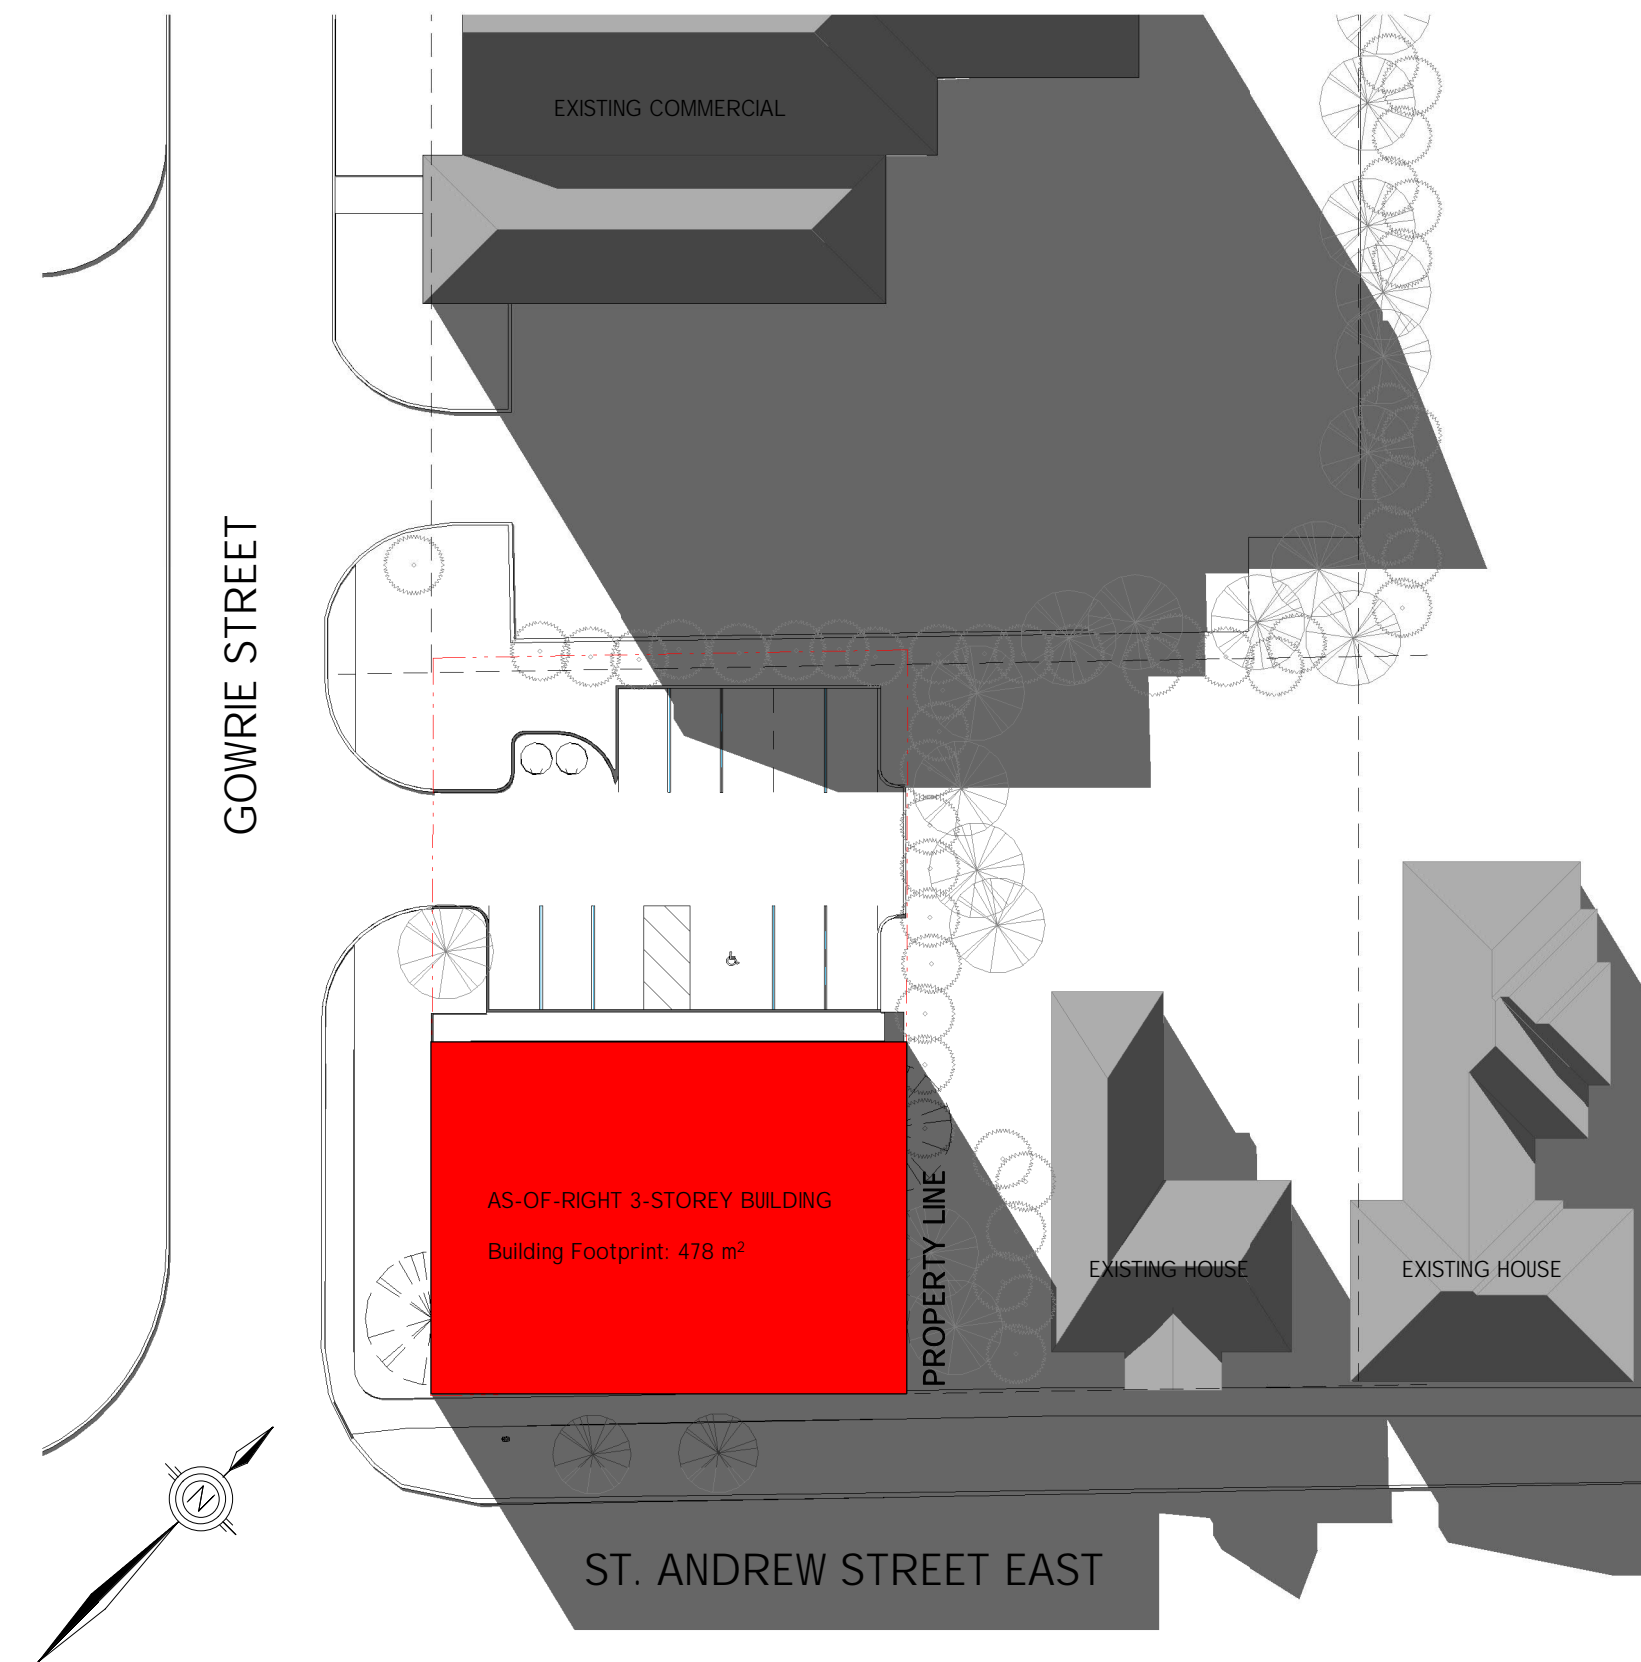 EXISTING COMMERCIAL
GOWRIE STREET
AS-OF-RIGHT 3-STOREY BUILDING
Building Footprint: 478 m²
PROPERTY LINE
EXISTING HOUSE
EXISTING HOUSE
N
ST. ANDREW STREET EAST